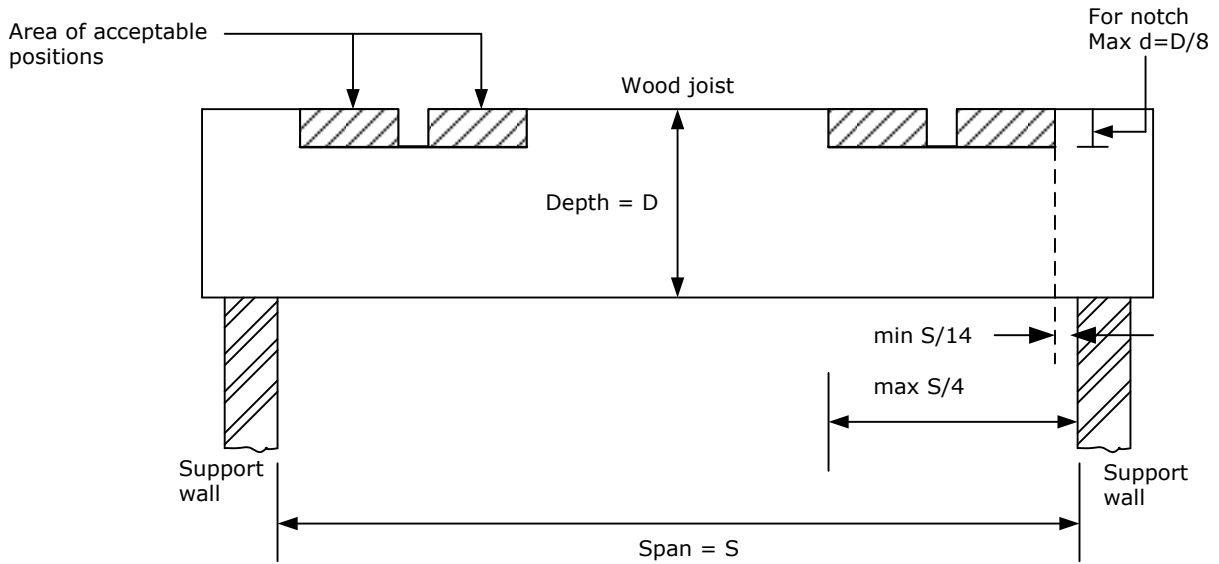 Area of acceptable
positions
For notch
Max d=D/8
Wood joist
Depth = D
min S/14
max S/4
Support
wall
Support
wall
Span = S